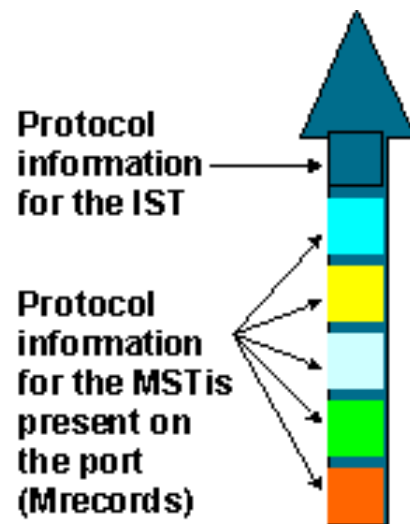 Protocol
information
for the IST
Protocol
information
for the MSTis
present on
the port
(Mrecords)